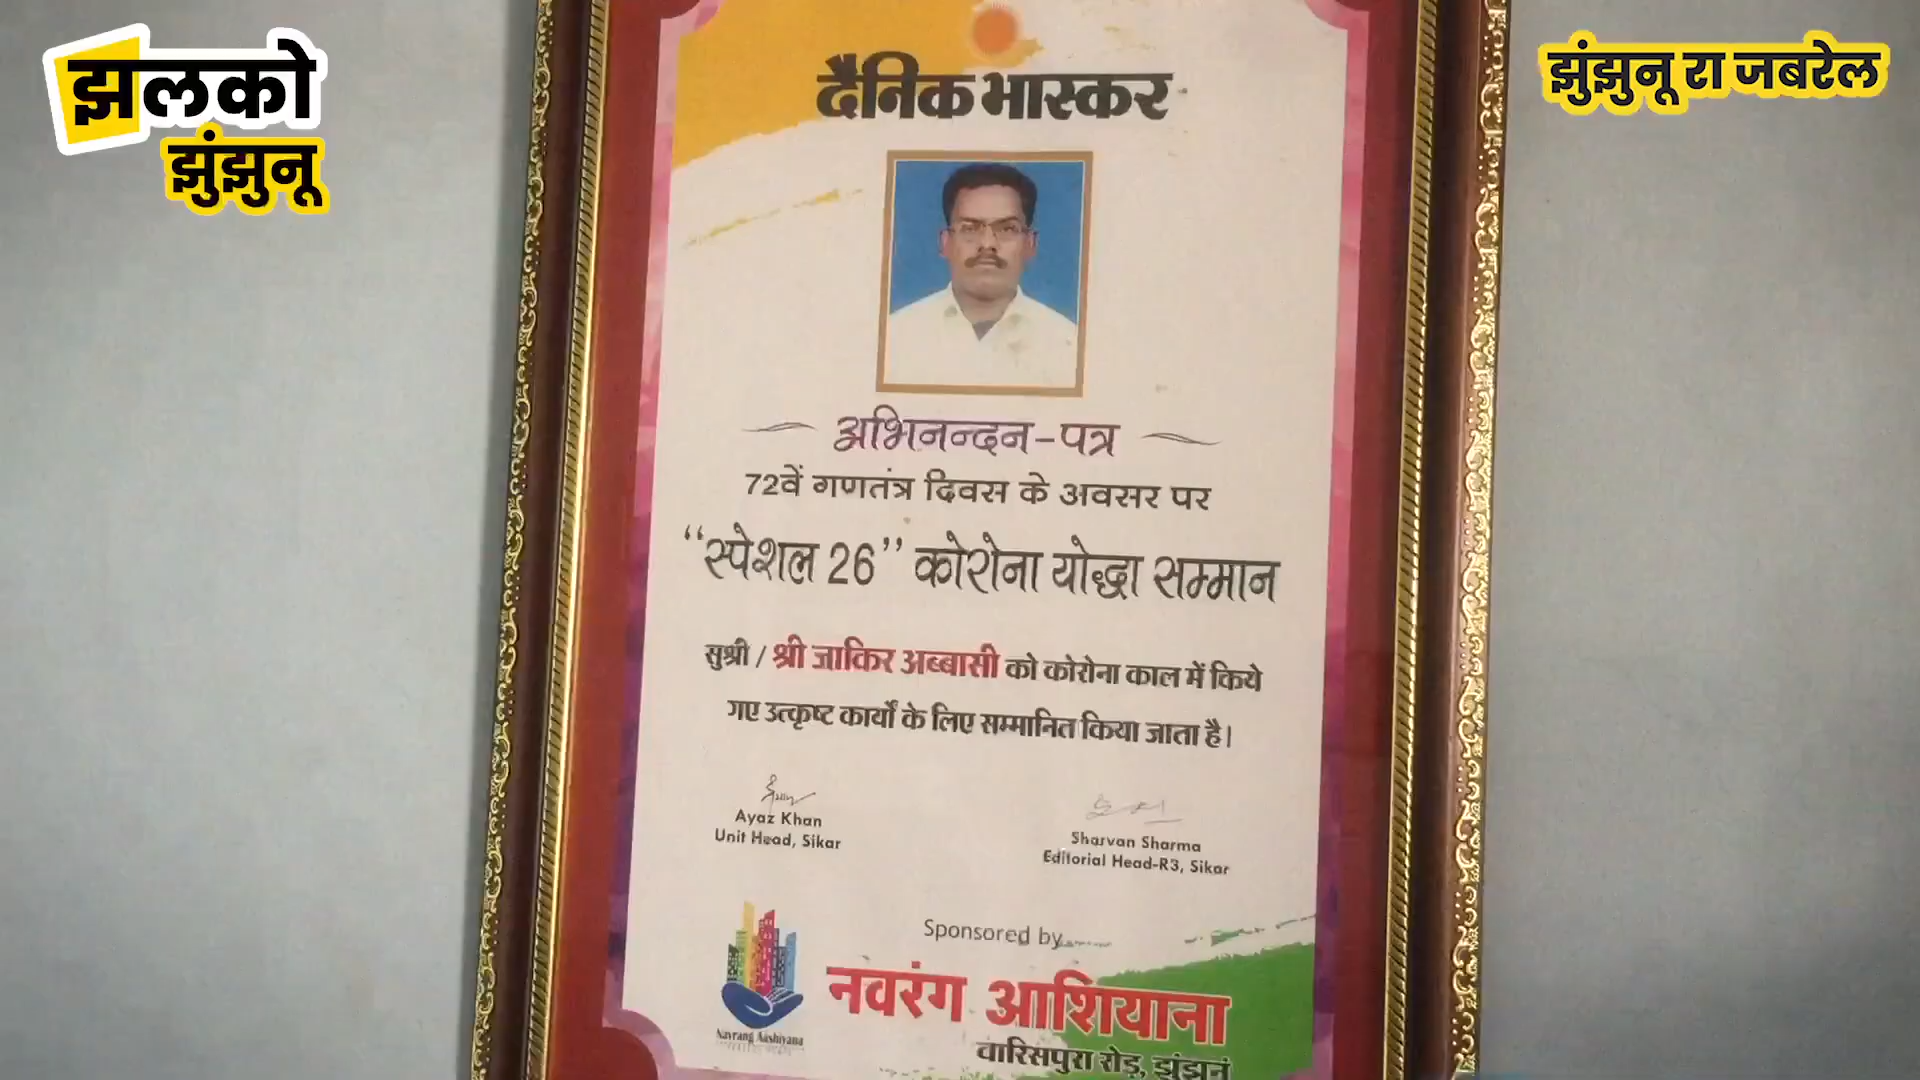 झलको
झुंझुनू
झुंझुनू रा जबरेल
दैनिक भास्कर
अभिनन्दन-पत्र
72वें गणतंत्र दिवस के अवसर पर
“स्पेशल 26” कोरोना योद्धा सम्मान
सुश्री / श्री जाकिर अब्बासी को कोरोना काल में किये
गए उत्कृष्ट कार्यों के लिए सम्मानित किया जाता है।
Ayaz Khan
Unit Head, Sikar
Sharvan Sharma
Editorial Head-R3, Sikar
Sponsored by......
Navrang Aashiyana
नवरंग आशियाना
वारिसपुरा रोड़, झुंझुनूं